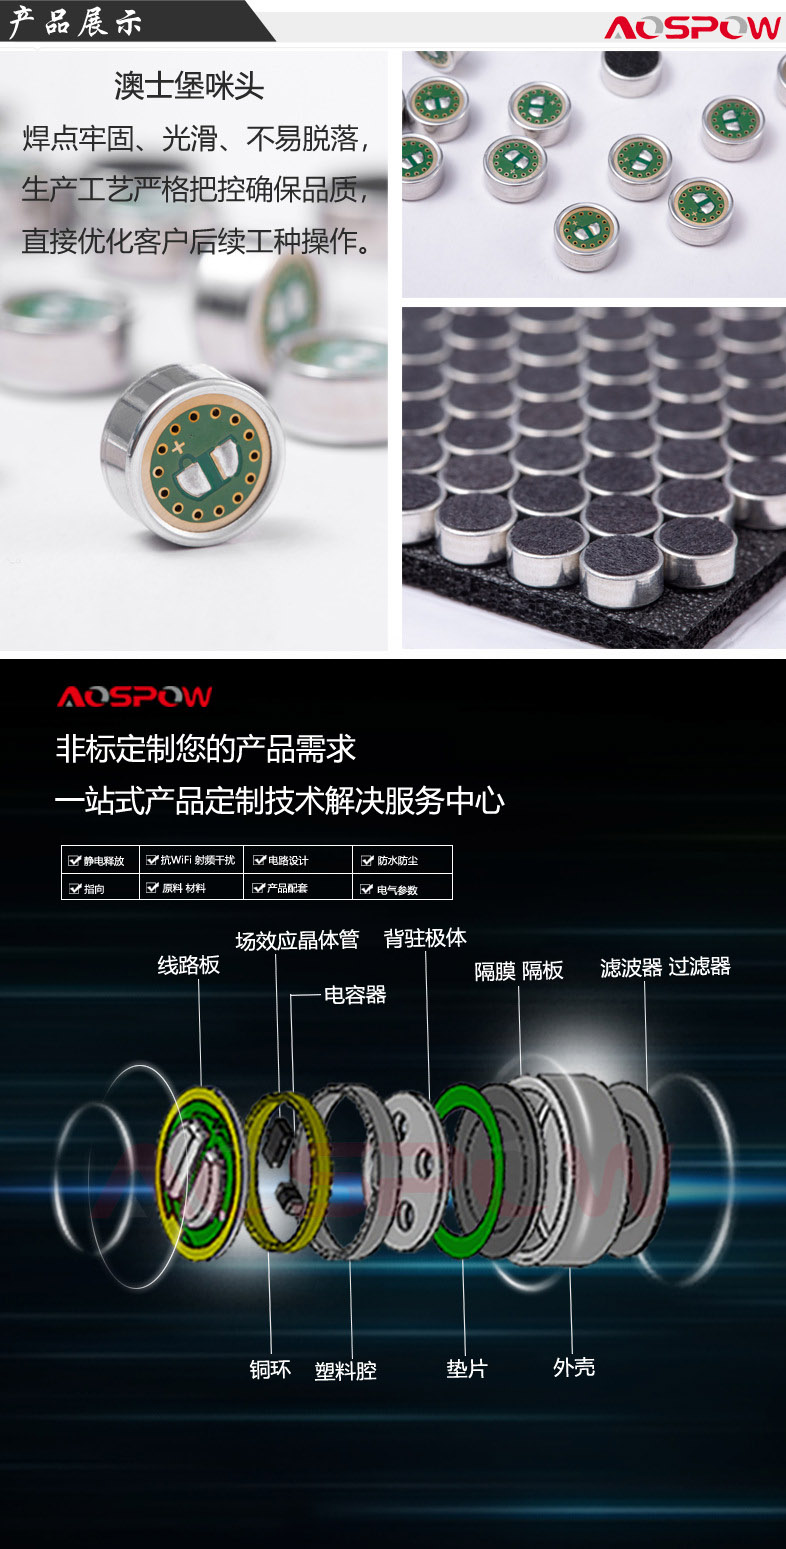 产品展示
AOSPOW
澳士堡咪头
焊点牢固、光滑、不易脱落，
生产工艺严格把控确保品质，
直接优化客户后续工种操作。
AOSPOW
非标定制您的产品需求
一站式产品定制技术解决服务中心
静电释放 抗WiFi 射频干扰 电路设计 防水防尘
指向 原料 材料 产品配套 电气参数
场效应晶体管 背驻极体
线路板 隔膜 隔板 滤波器 过滤器
电容器
AOSPOW
铜环 塑料腔 垫片 外壳